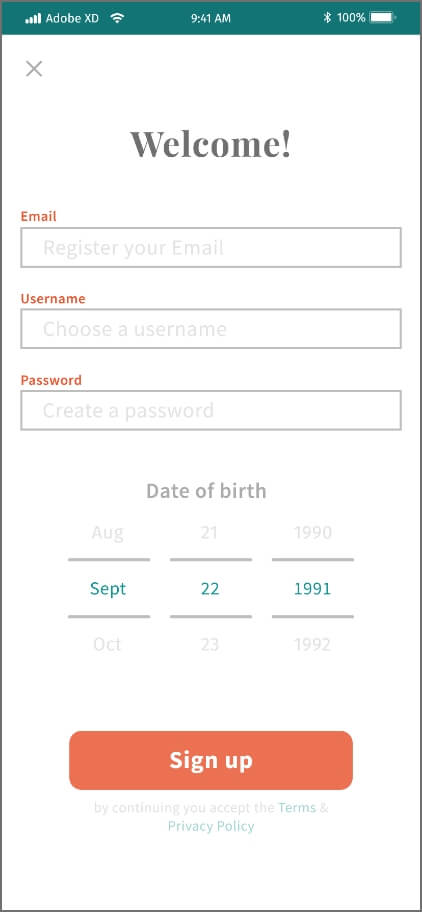 Adobe XD 9:41 AM 100%
Welcome!
Email
Register your Email
Username
Choose a username
Password
Create a password
Date of birth
Aug 21 1990
Sept 22 1991
Oct 23 1992
Sign up
by continuing you accept the Terms &
Privacy Policy